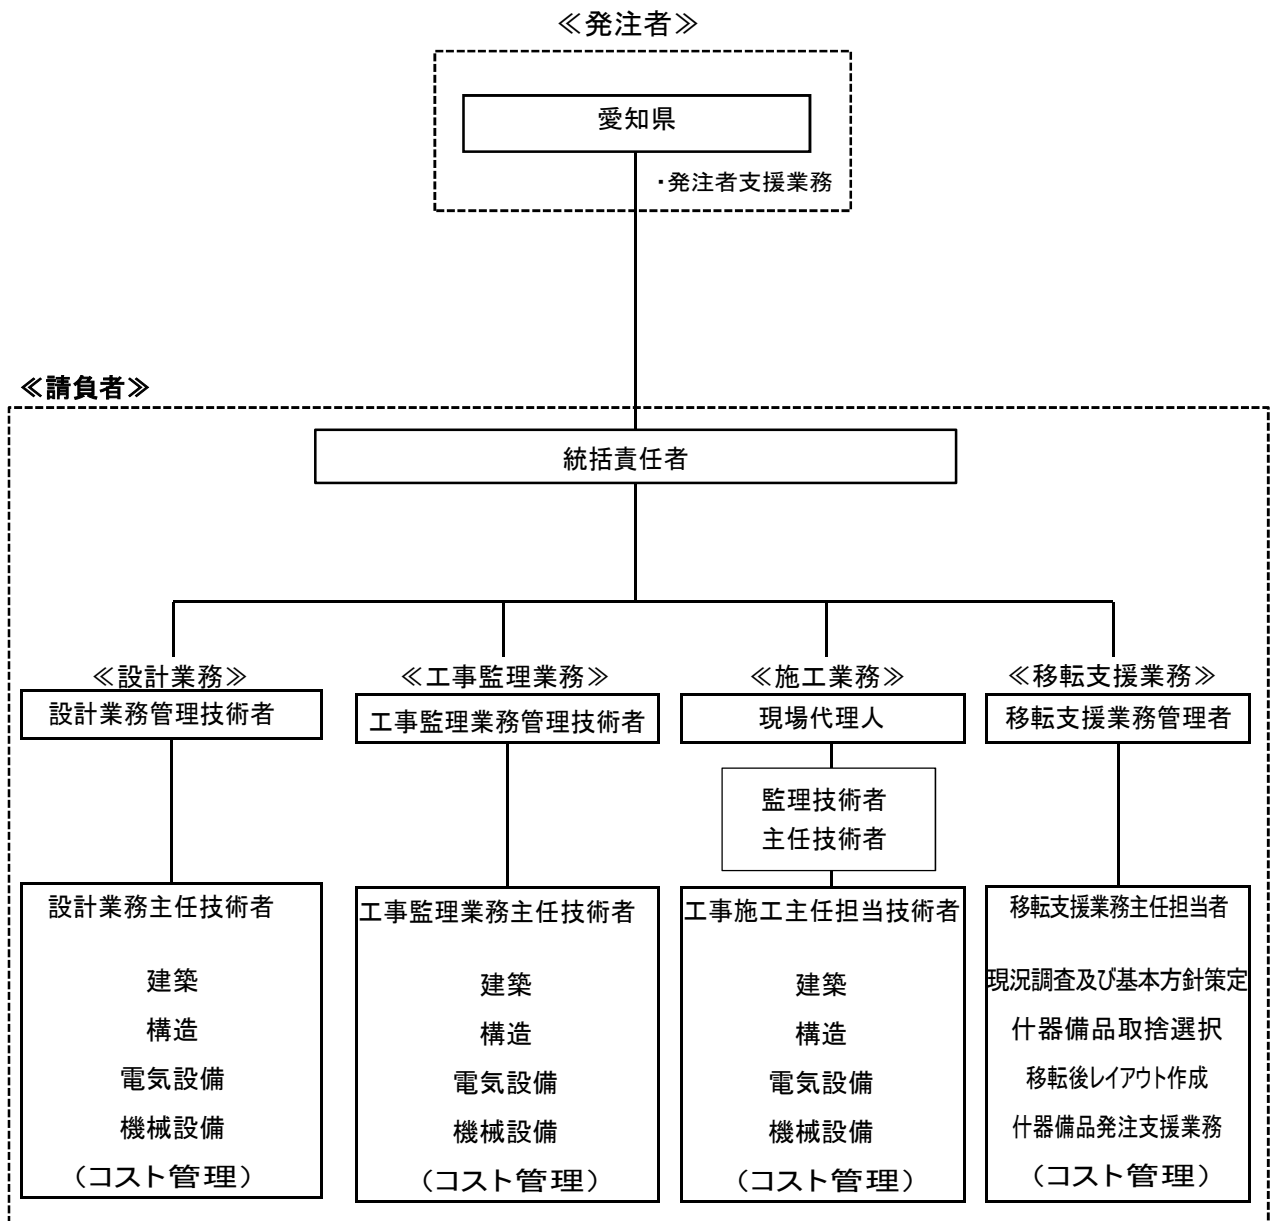 ≪発注者≫
愛知県
・発注者支援業務
≪請負者≫
統括責任者
≪設計業務≫
設計業務管理技術者
設計業務主任技術者
建築
構造
電気設備
機械設備
（コスト管理）
≪工事監理業務≫
工事監理業務管理技術者
工事監理業務主任技術者
建築
構造
電気設備
機械設備
（コスト管理）
≪施工業務≫
現場代理人
監理技術者
主任技術者
工事施工主任担当技術者
建築
構造
電気設備
機械設備
（コスト管理）
≪移転支援業務≫
移転支援業務管理者
移転支援業務主任担当者
現況調査及び基本方針策定
什器備品取捨選択
移転後レイアウト作成
什器備品発注支援業務
（コスト管理）